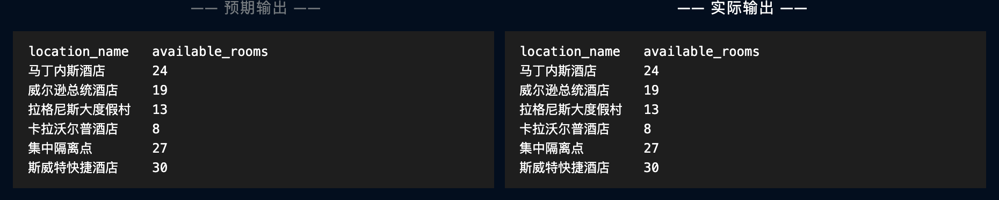 —— 预期输出 ——
location_name available_rooms
马丁内斯酒店 24
威尔逊总统酒店 19
拉格尼斯大度假村 13
卡拉沃尔普酒店 8
集中隔离点 27
斯威特快捷酒店 30
—— 实际输出 ——
location_name available_rooms
马丁内斯酒店 24
威尔逊总统酒店 19
拉格尼斯大度假村 13
卡拉沃尔普酒店 8
集中隔离点 27
斯威特快捷酒店 30